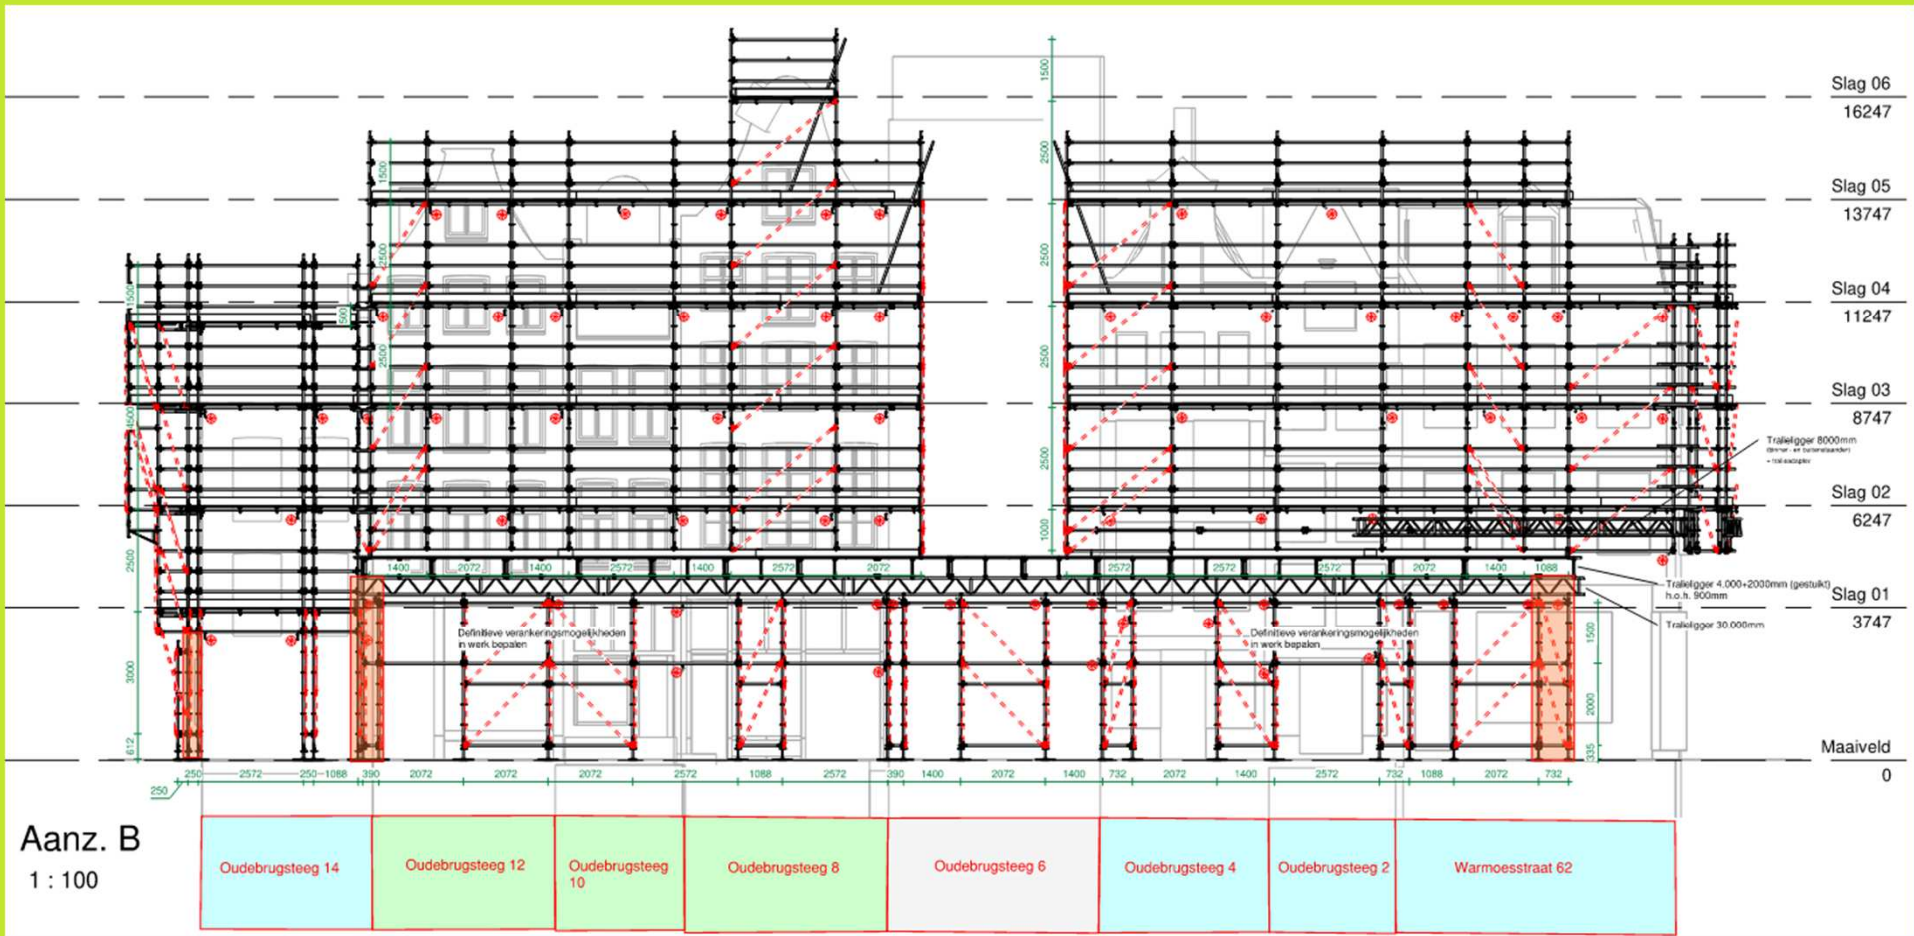 Slag 06
16247
Slag 05
13747
Slag 04
11247
Slag 03
8747
Slag 02
6247
Slag 01
3747
Maaiveld
0
1500
2500
2500
2500
2500
1000
1500
2500
2500
1500
500
4500
2500
3000
612
Tralieligger 8000mm
Tralieligger 4.000+2000mm (gestuikt)
h.o.h. 900mm
Tralieligger 30.000mm
1400 2072 1400 2572 1400 2572 2072
2572 2572 2572 2072 1400 1088
Definitieve verankeringsmogelijkheden
in werk bepalen
Definitieve verankeringsmogelijkheden
in werk bepalen
1500
2000
335
250 2572 250 1088 390 2072 2072 2072 2572 1088 2572 390 1400 2072 1400 732 2072 1400 2572 732 1088 2072 732
250
Aanz. B
1 : 100
Oudebrugsteeg 14
Oudebrugsteeg 12
Oudebrugsteeg
10
Oudebrugsteeg 8
Oudebrugsteeg 6
Oudebrugsteeg 4
Oudebrugsteeg 2
Warmoesstraat 62